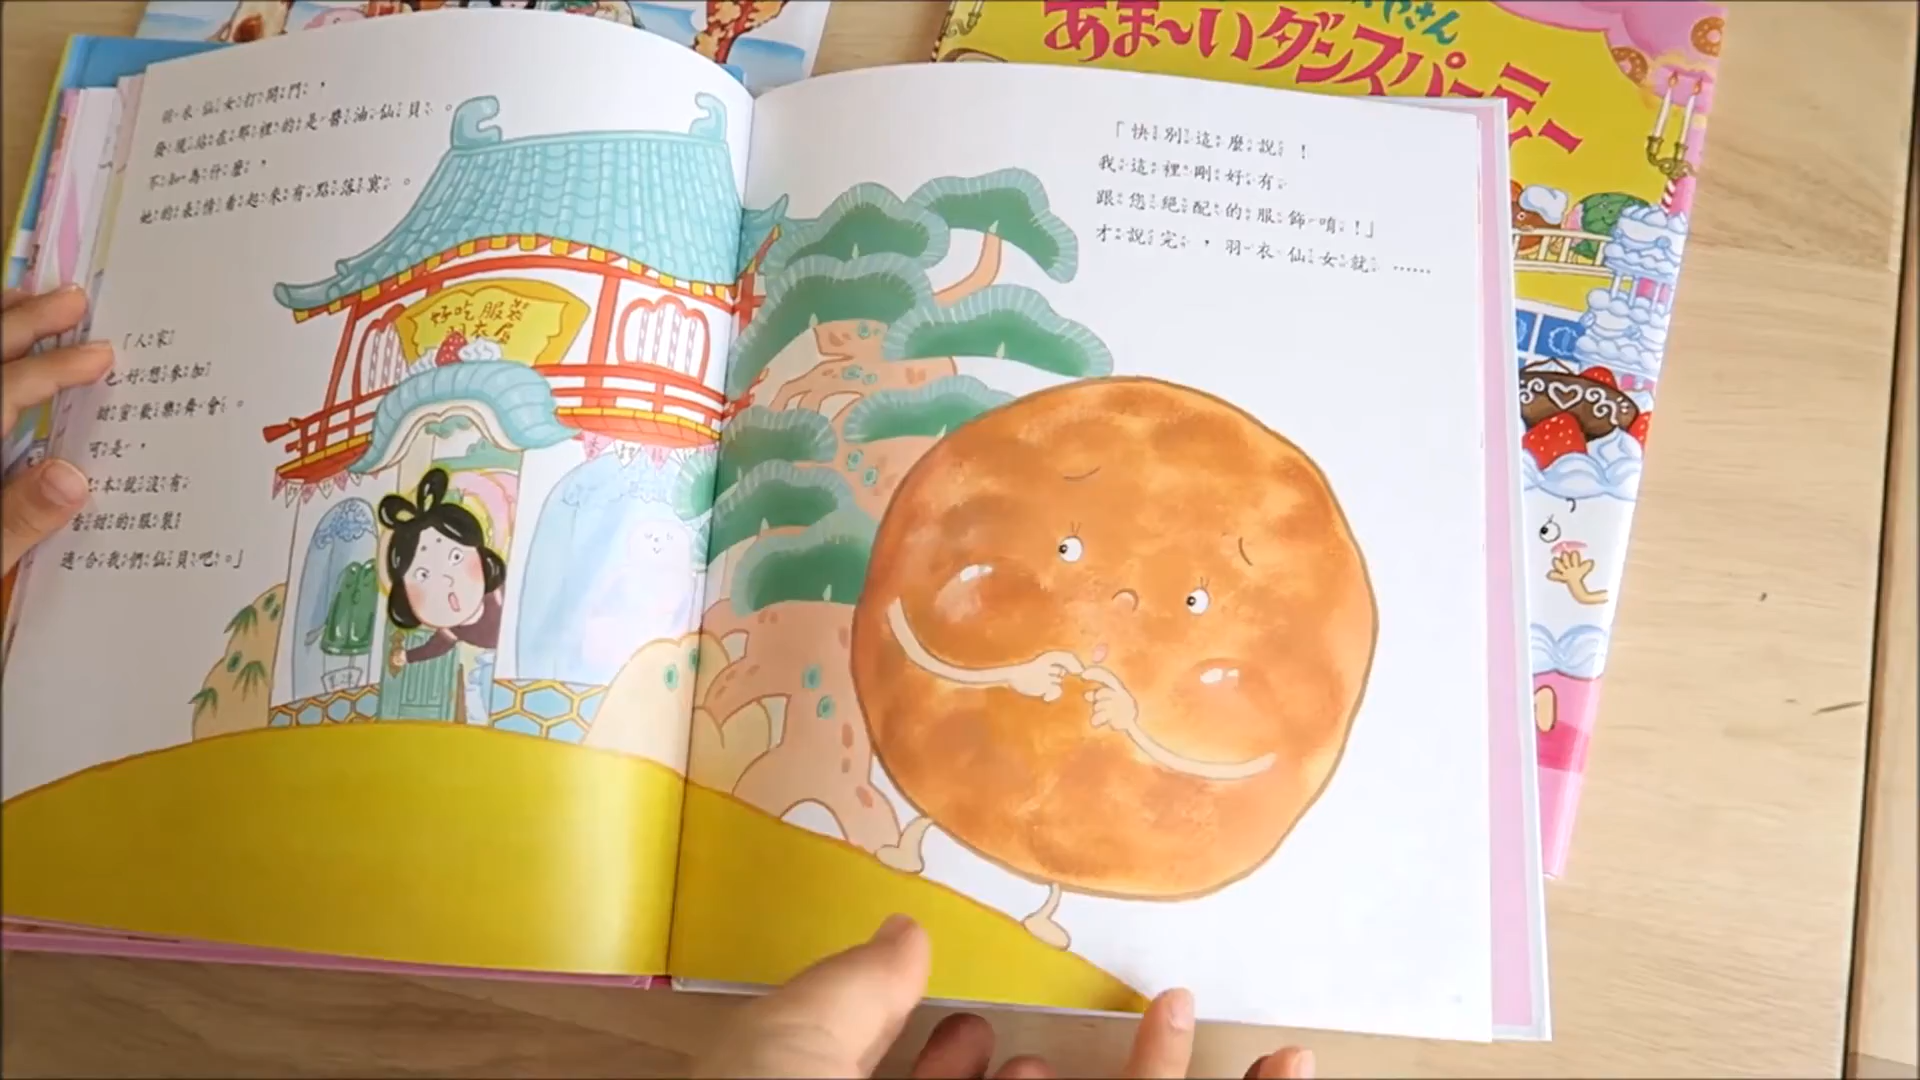 羽衣仙女打開門，
發現站在那裡的是醬油仙貝。
不知為什麼，
她的表情看起來有點落寞。
「人家
也好想參加
甜蜜歡樂舞會。
可是，
本就沒有
香甜的服裝
適合我們仙貝吧。」
好吃服裝
羽衣屋
「快別這麼說！
我這裡剛好有
跟您絕配的服飾唷！」
才說完，羽衣仙女就……
やさん
あま〜いダンスパーティー